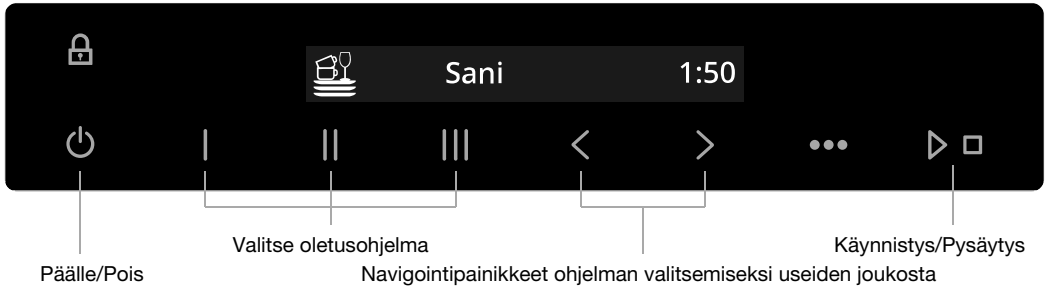 Sani 1:50
Valitse oletusohjelma
Käynnistys/Pysäytys
Päälle/Pois
Navigointipainikkeet ohjelman valitsemiseksi useiden joukosta